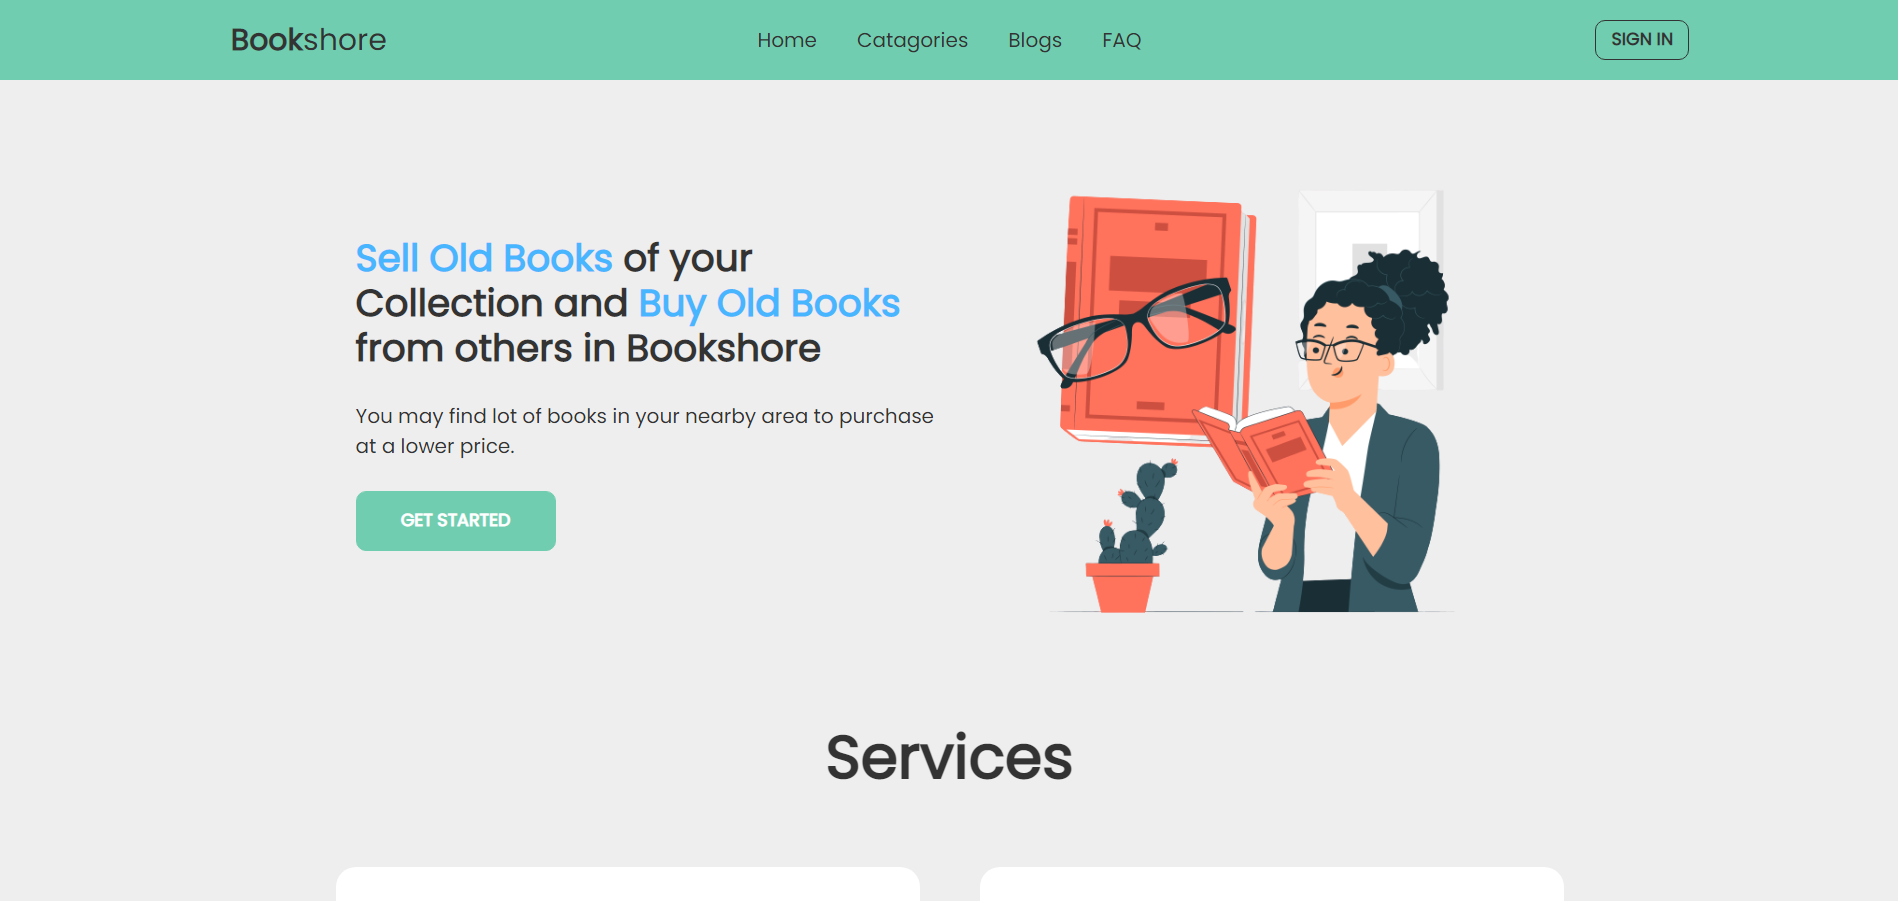 Bookshore
Home
Catagories
Blogs
FAQ
SIGN IN
Sell Old Books of your
Collection and Buy Old Books
from others in Bookshore
You may find lot of books in your nearby area to purchase
at a lower price.
GET STARTED
Services